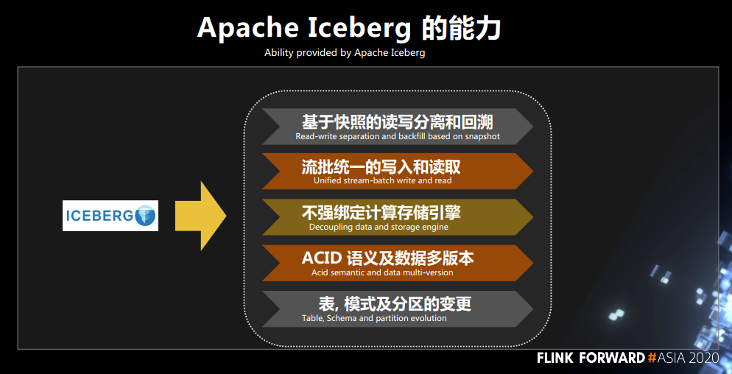 Apache Iceberg 的能力
Ability provided by Apache Iceberg
基于快照的读写分离和回溯
Read-write separation and backfill based on snapshot
流批统一的写入和读取
Unified stream-batch write and read
ICEBERG
不强绑定计算存储引擎
Decoupling data and storage engine
ACID 语义及数据多版本
Acid semantic and data multi-version
表, 模式及分区的变更
Table, Schema and partition evolution
FLINK FORWARD #ASIA 2020